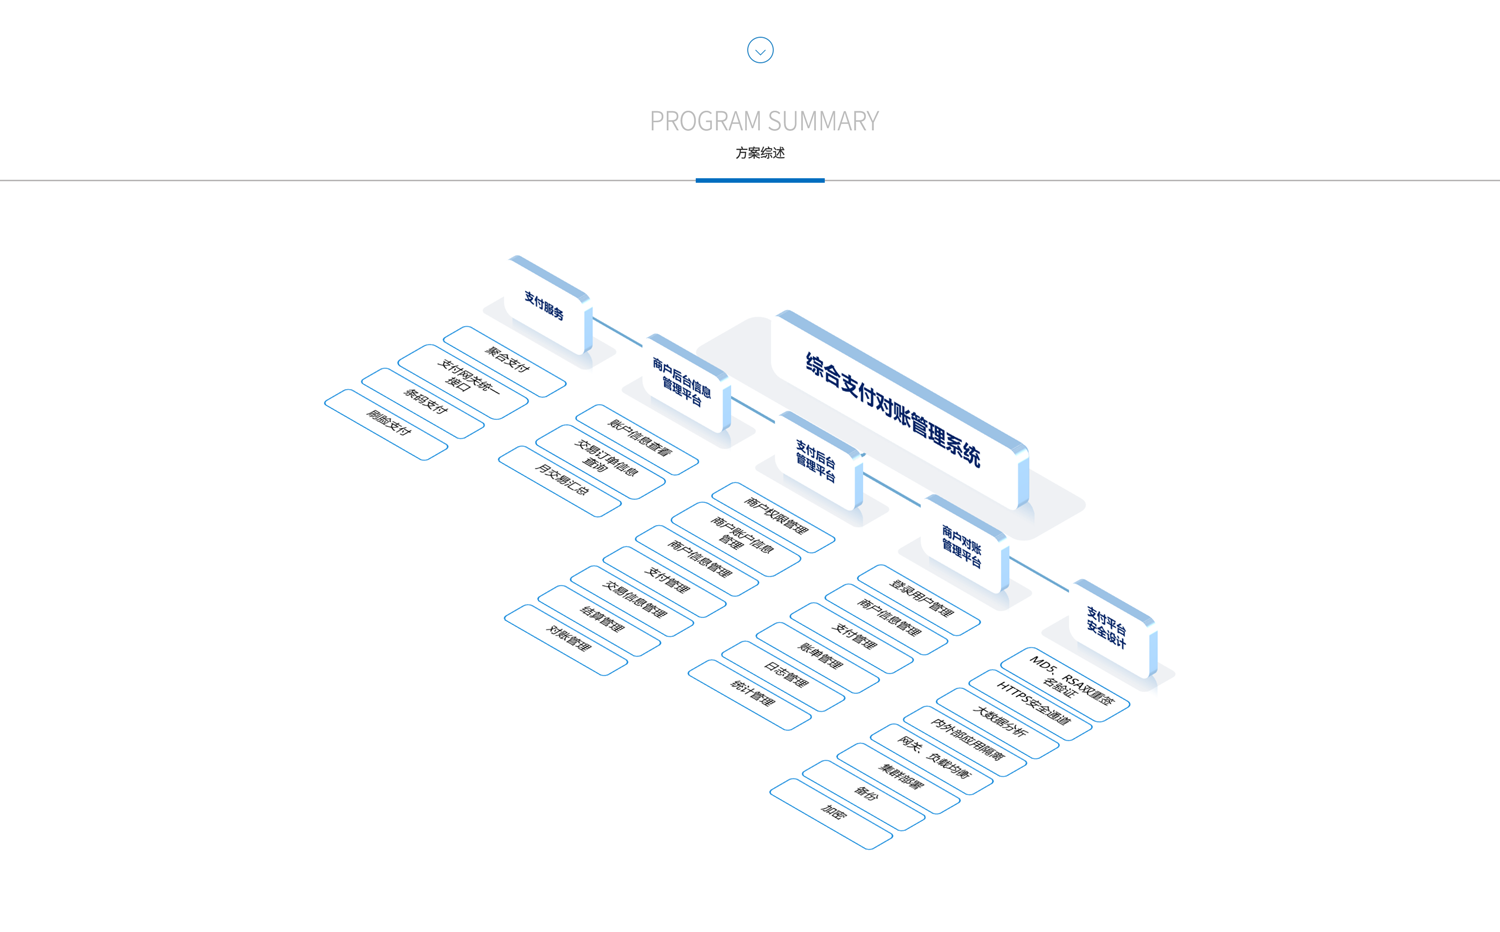 PROGRAM SUMMARY
方案综述
综合支付对账管理系统
支付服务
聚合支付
支付网关统一
接口
条码支付
刷脸支付
商户后台信息
管理平台
账户信息查看
交易订单信息
查询
月交易汇总
支付后台
管理平台
商户权限管理
商户账户信息
管理
商户信息管理
支付管理
交易信息管理
结算管理
对账管理
商户对账
管理平台
登录用户管理
商户信息管理
支付管理
账单管理
日志管理
统计管理
支付平台
安全设计
MD5、RSA双重签
名验证
HTTPS安全通道
大数据分析
内外部应用隔离
网关、负载均衡
集群部署
备份
加密